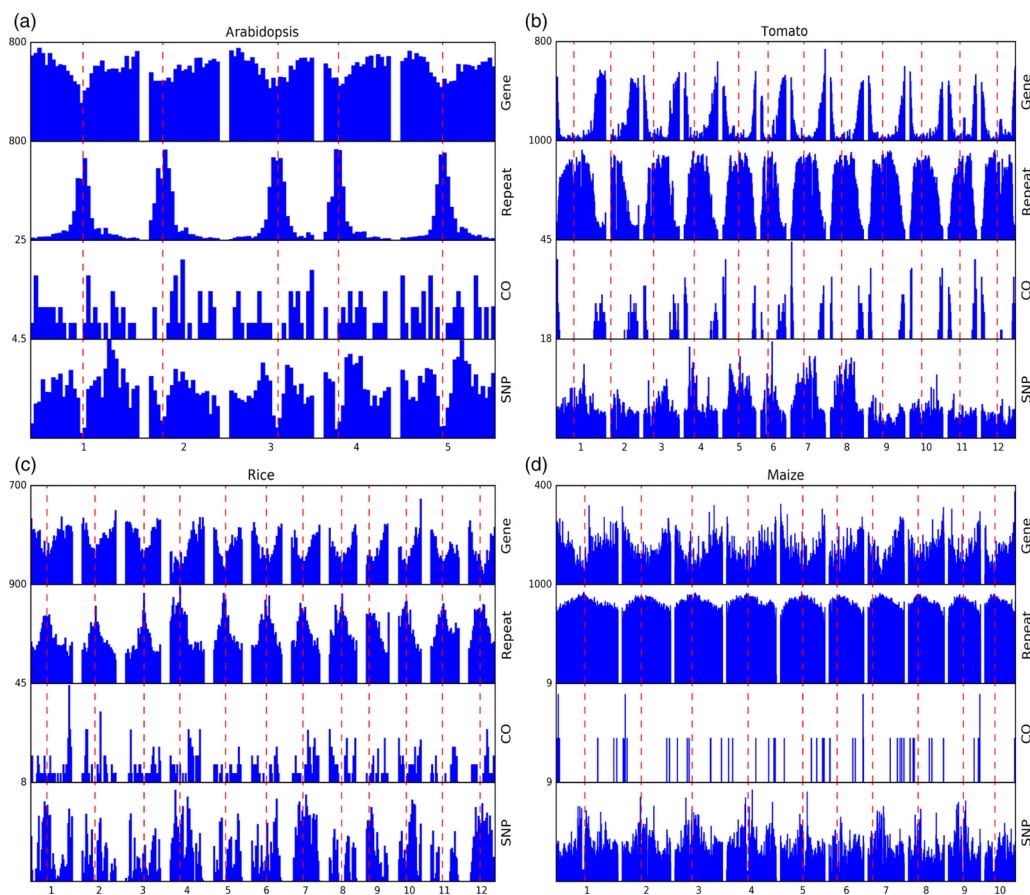 (a)
Arabidopsis
800
Gene
800
Repeat
25
CO
4.5
SNP
1 2 3 4 5
(b)
Tomato
800
Gene
1000
Repeat
45
CO
18
SNP
1 2 3 4 5 6 7 8 9 10 11 12
(c)
Rice
700
Gene
900
Repeat
45
CO
8
SNP
1 2 3 4 5 6 7 8 9 10 11 12
(d)
Maize
400
Gene
1000
Repeat
9
CO
9
SNP
1 2 3 4 5 6 7 8 9 10